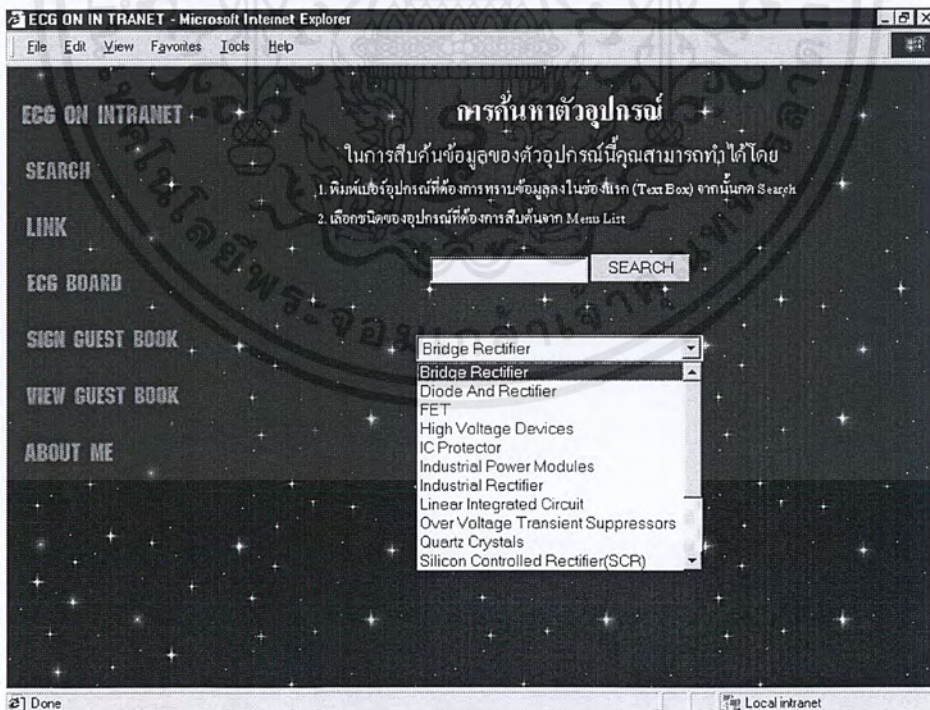 ECG ON IN TRANET - Microsoft Internet Explorer
File Edit View Favorites Tools Help
ECG ON INTRANET
SEARCH
LINK
ECG BOARD
SIGN GUEST BOOK
VIEW GUEST BOOK
ABOUT ME
การค้นหาตัวอุปกรณ์
ในการสืบค้นข้อมูลของตัวอุปกรณ์นี้คุณสามารถทำได้โดย
1. พิมพ์เบอร์อุปกรณ์ที่ต้องการทราบข้อมูลลงในช่องแรก (Text Box) จากนั้นกด Search
2. เลือกชนิดของอุปกรณ์ที่ต้องการสืบค้นจาก Menu List
SEARCH
Bridge Rectifier
Bridge Rectifier
Diode And Rectifier
FET
High Voltage Devices
IC Protector
Industrial Power Modules
Industrial Rectifier
Linear Integrated Circuit
Over Voltage Transient Suppressors
Quartz Crystals
Silicon Controlled Rectifier(SCR)
Done
Local intranet